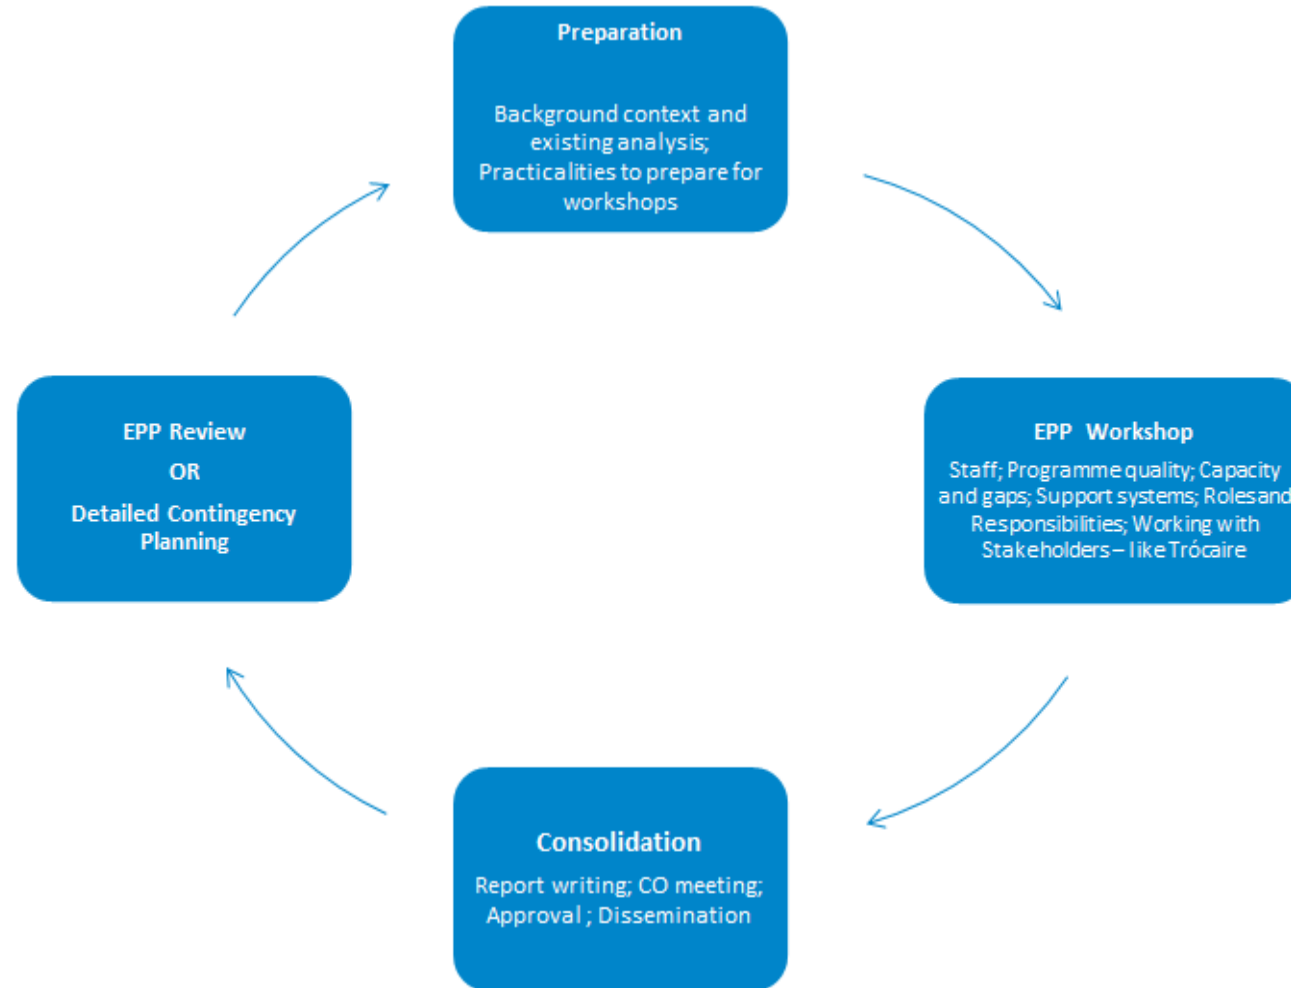 Preparation
Background context and
existing analysis;
Practicalities to prepare for
workshops
EPP Review
OR
Detailed Contingency
Planning
EPP Workshop
Staff; Programme quality; Capacity
and gaps; Support systems; Rolesand
Responsibilities; Working with
Stakeholders – like Trócaire
Consolidation
Report writing; CO meeting;
Approval ; Dissemination